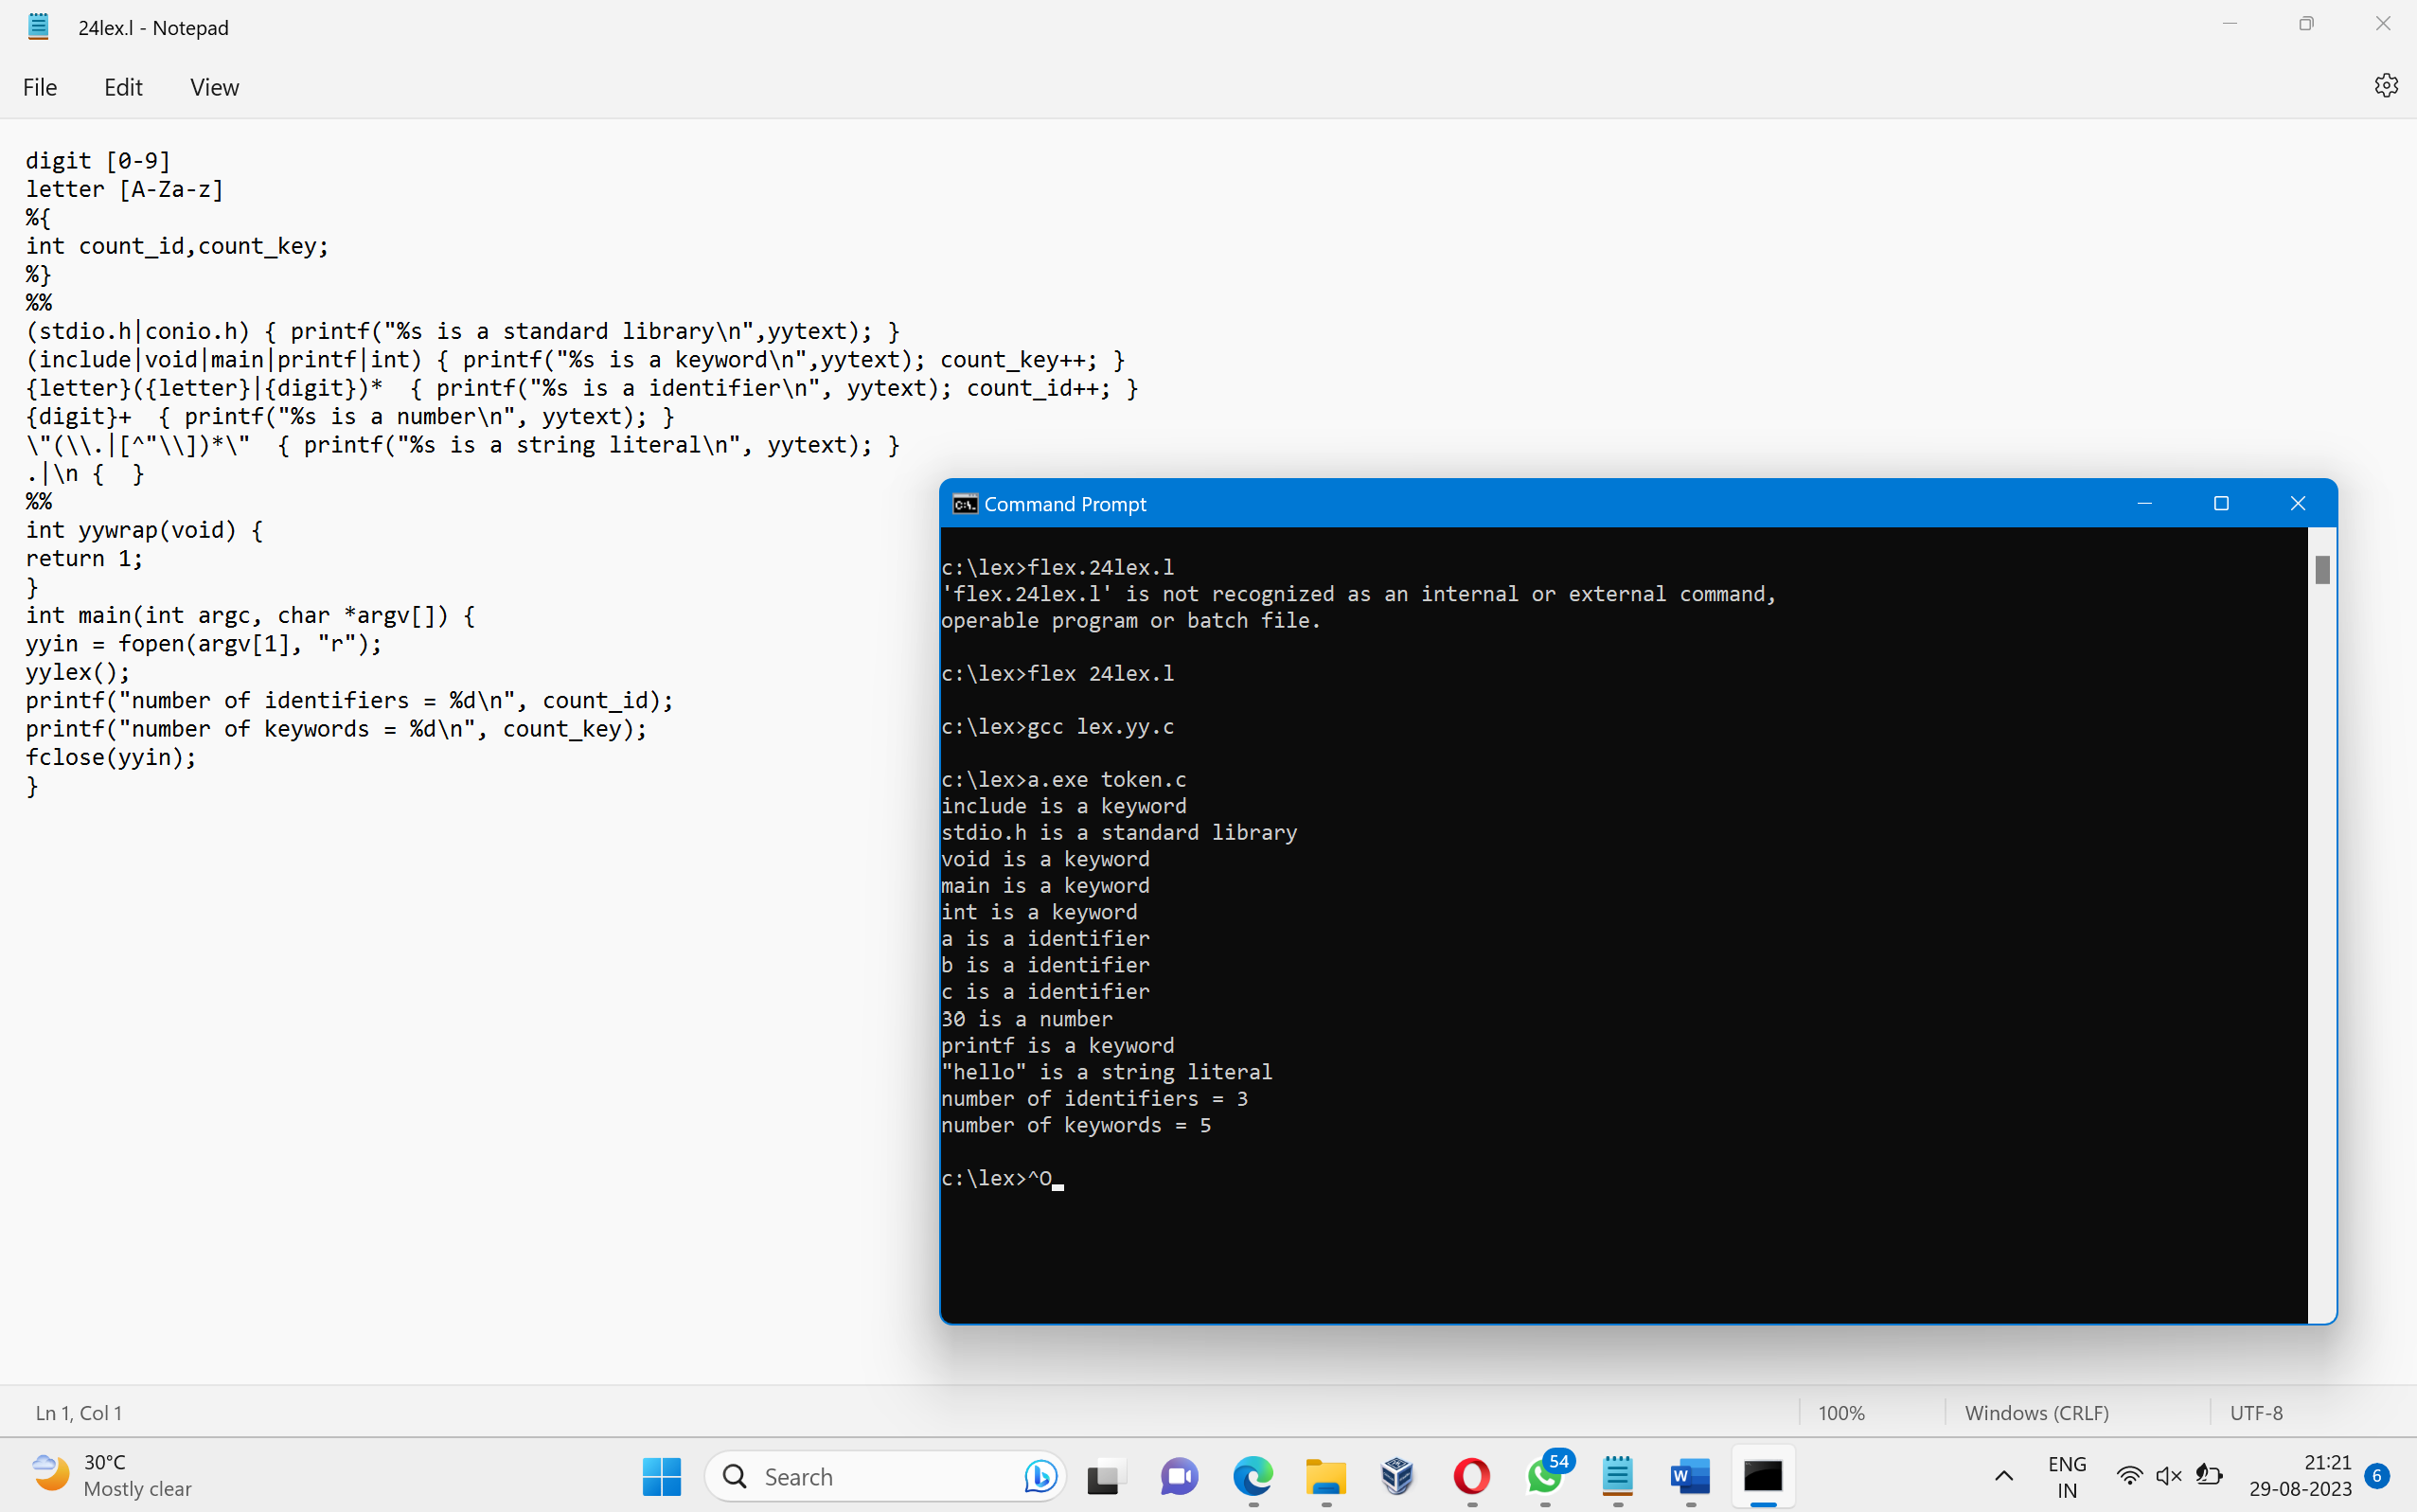 24lex.l - Notepad
File Edit View
digit [0-9]
letter [A-Za-z]
%{
int count_id,count_key;
%}
%%
(stdio.h|conio.h) { printf("%s is a standard library\n",yytext); }
(include|void|main|printf|int) { printf("%s is a keyword\n",yytext); count_key++; }
{letter}({letter}|{digit})*  { printf("%s is a identifier\n", yytext); count_id++; }
{digit}+  { printf("%s is a number\n", yytext); }
\"(\\.|[^"\\])*\"  { printf("%s is a string literal\n", yytext); }
.|\n {  }
%%
int yywrap(void) {
return 1;
}
int main(int argc, char *argv[]) {
yyin = fopen(argv[1], "r");
yylex();
printf("number of identifiers = %d\n", count_id);
printf("number of keywords = %d\n", count_key);
fclose(yyin);
}
Command Prompt
c:\lex>flex.24lex.l
'flex.24lex.l' is not recognized as an internal or external command,
operable program or batch file.
c:\lex>flex 24lex.l
c:\lex>gcc lex.yy.c
c:\lex>a.exe token.c
include is a keyword
stdio.h is a standard library
void is a keyword
main is a keyword
int is a keyword
a is a identifier
b is a identifier
c is a identifier
30 is a number
printf is a keyword
"hello" is a string literal
number of identifiers = 3
number of keywords = 5
c:\lex>^O
Ln 1, Col 1
100%
Windows (CRLF)
UTF-8
30°C
Mostly clear
Search
54
W
ENG
IN
21:21
29-08-2023
6